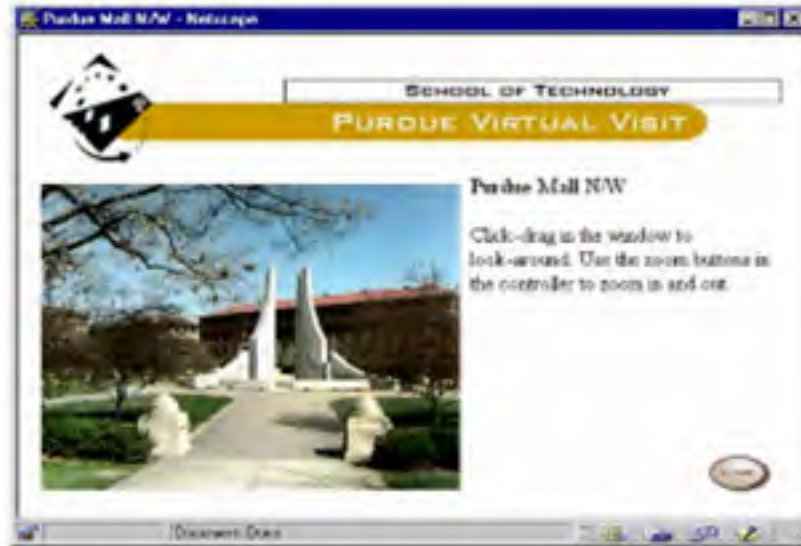 Purdue Mall N/W - Netscape
SCHOOL OF TECHNOLOGY
PURDUE VIRTUAL VISIT
Purdue Mall N/W
Click-drag in the window to
look-around. Use the zoom buttons in
the controller to zoom in and out.
Document: Done